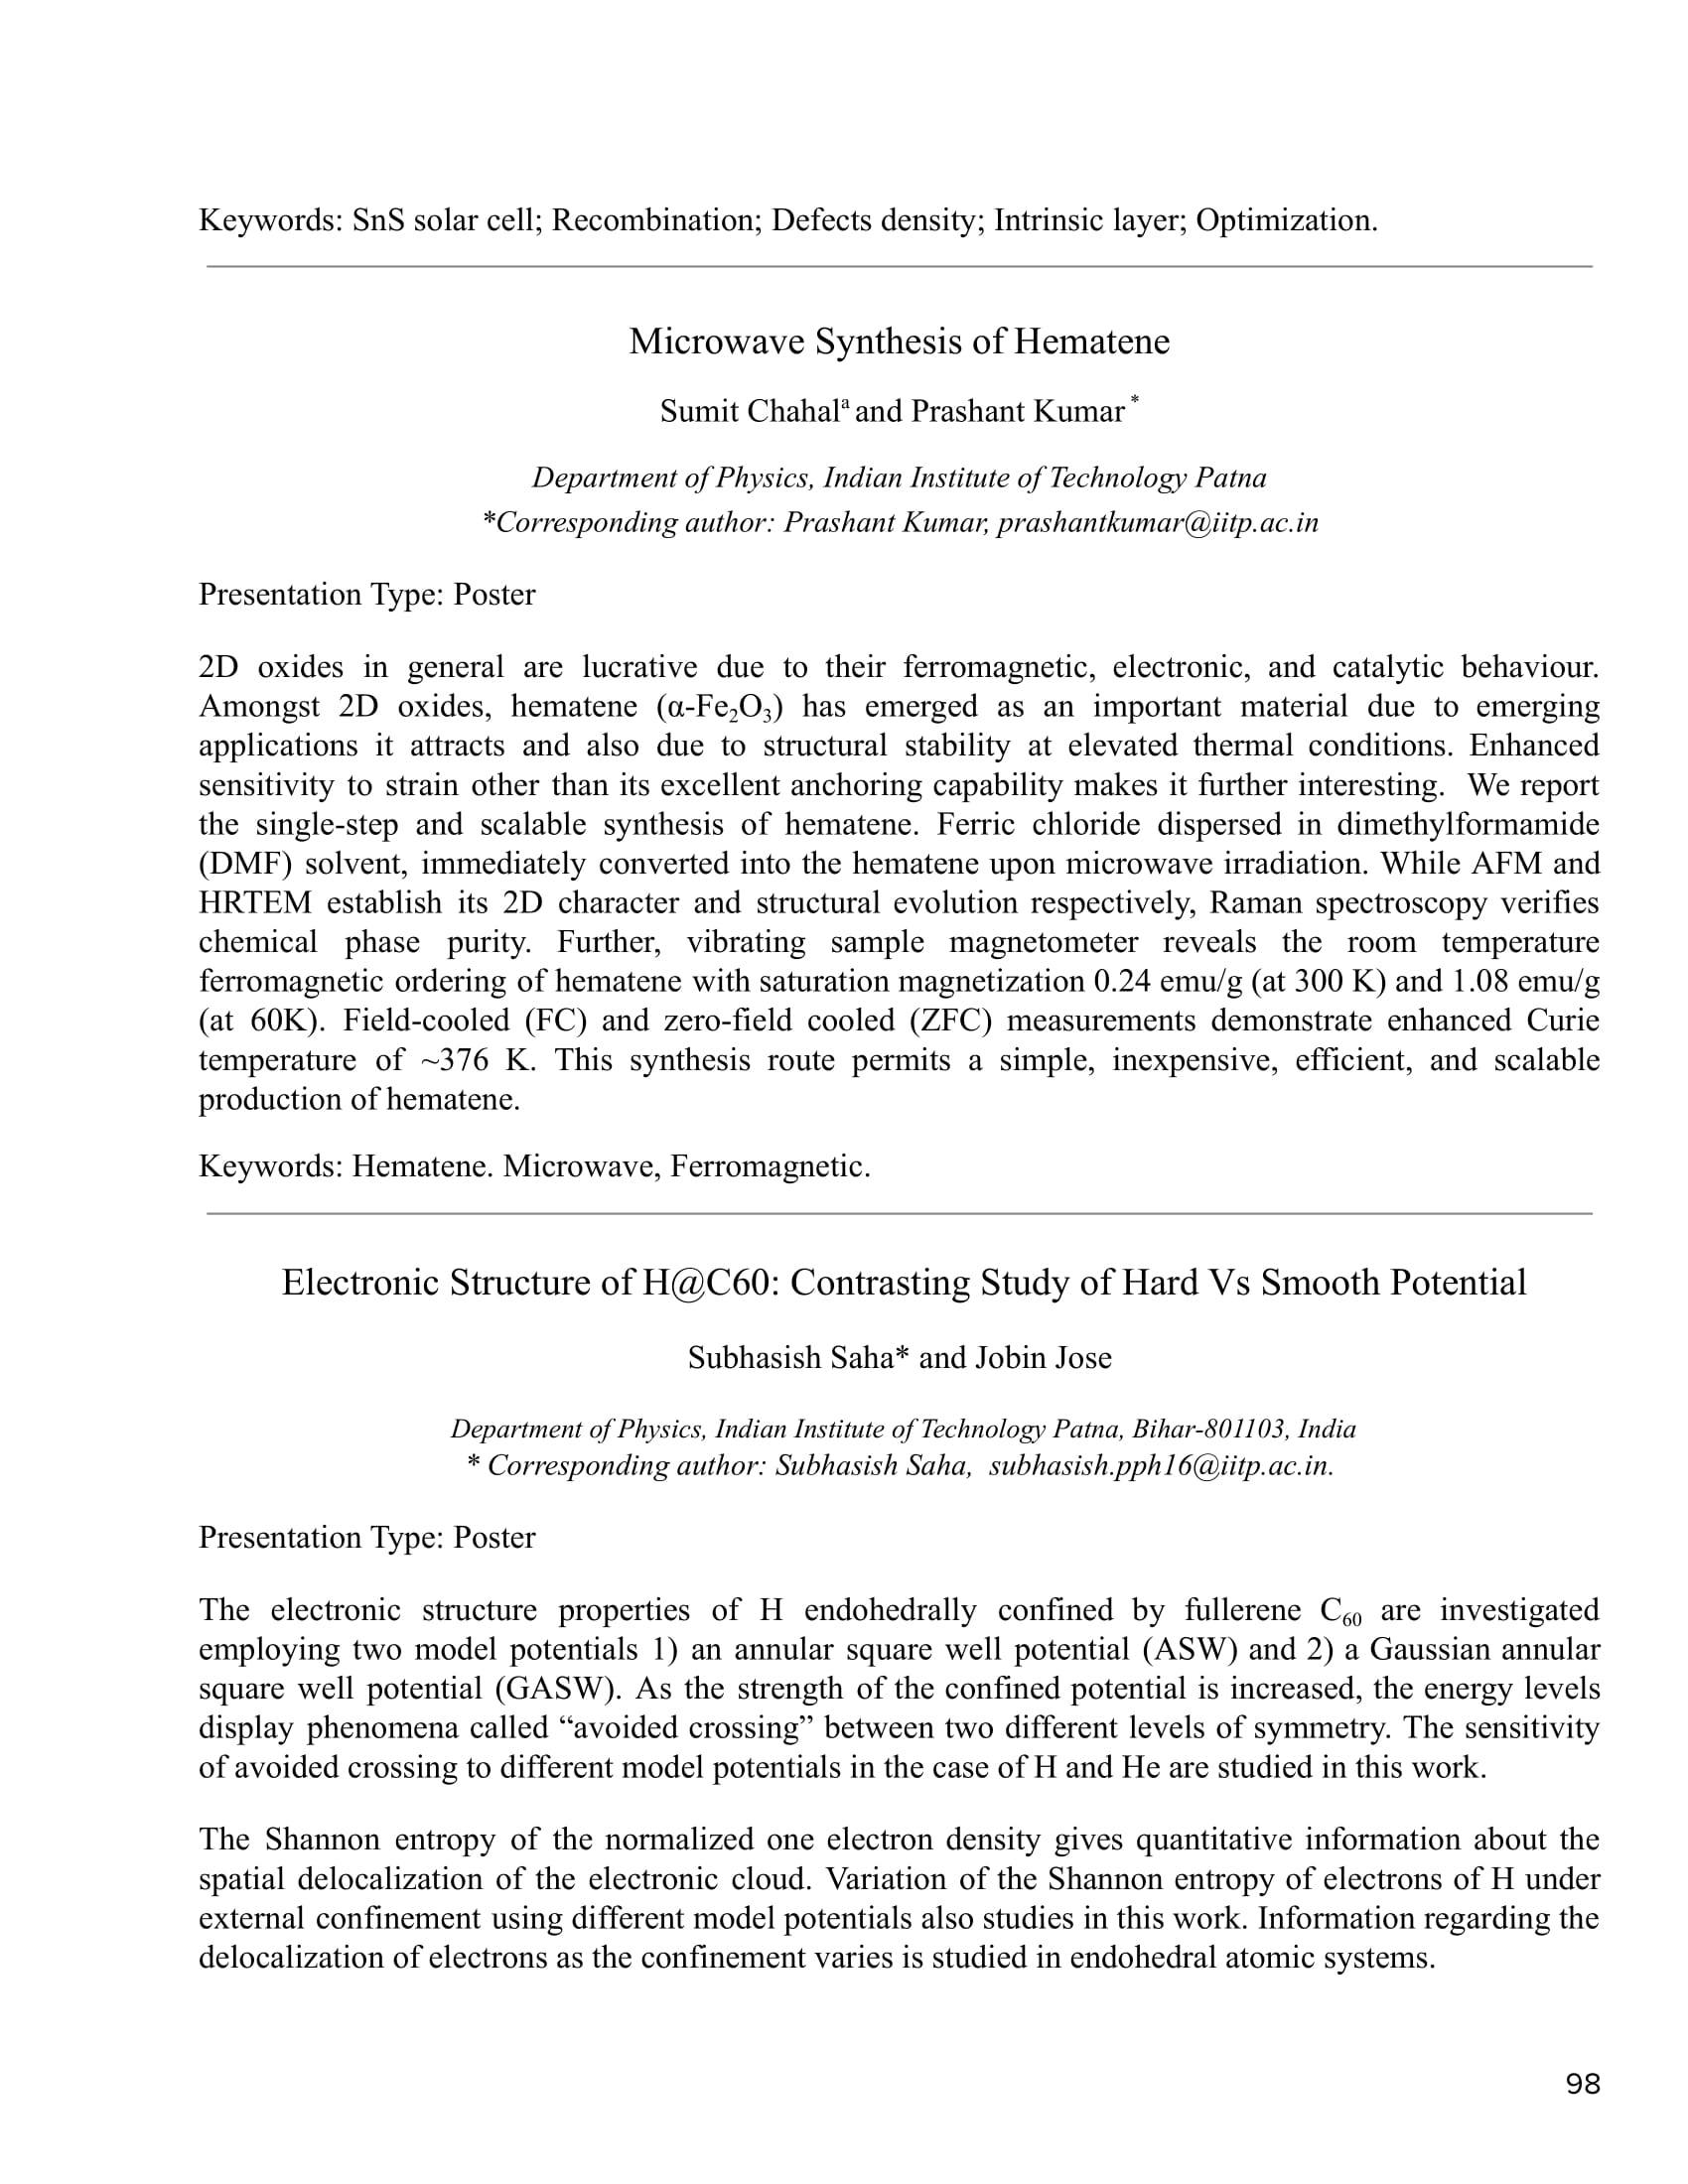 Keywords: SnS solar cell; Recombination; Defects density; Intrinsic layer; Optimization.
Microwave Synthesis of Hematene
Sumit Chahalᵃ and Prashant Kumar *
Department of Physics, Indian Institute of Technology Patna
*Corresponding author: Prashant Kumar, prashantkumar@iitp.ac.in
Presentation Type: Poster
2D oxides in general are lucrative due to their ferromagnetic, electronic, and catalytic behaviour.
Amongst 2D oxides, hematene (α-Fe₂O₃) has emerged as an important material due to emerging
applications it attracts and also due to structural stability at elevated thermal conditions. Enhanced
sensitivity to strain other than its excellent anchoring capability makes it further interesting.  We report
the single-step and scalable synthesis of hematene. Ferric chloride dispersed in dimethylformamide
(DMF) solvent, immediately converted into the hematene upon microwave irradiation. While AFM and
HRTEM establish its 2D character and structural evolution respectively, Raman spectroscopy verifies
chemical phase purity. Further, vibrating sample magnetometer reveals the room temperature
ferromagnetic ordering of hematene with saturation magnetization 0.24 emu/g (at 300 K) and 1.08 emu/g
(at 60K). Field-cooled (FC) and zero-field cooled (ZFC) measurements demonstrate enhanced Curie
temperature of ~376 K. This synthesis route permits a simple, inexpensive, efficient, and scalable
production of hematene.
Keywords: Hematene. Microwave, Ferromagnetic.
Electronic Structure of H@C60: Contrasting Study of Hard Vs Smooth Potential
Subhasish Saha* and Jobin Jose
Department of Physics, Indian Institute of Technology Patna, Bihar-801103, India
* Corresponding author: Subhasish Saha,  subhasish.pph16@iitp.ac.in.
Presentation Type: Poster
The electronic structure properties of H endohedrally confined by fullerene C₆₀ are investigated
employing two model potentials 1) an annular square well potential (ASW) and 2) a Gaussian annular
square well potential (GASW). As the strength of the confined potential is increased, the energy levels
display phenomena called “avoided crossing” between two different levels of symmetry. The sensitivity
of avoided crossing to different model potentials in the case of H and He are studied in this work.
The Shannon entropy of the normalized one electron density gives quantitative information about the
spatial delocalization of the electronic cloud. Variation of the Shannon entropy of electrons of H under
external confinement using different model potentials also studies in this work. Information regarding the
delocalization of electrons as the confinement varies is studied in endohedral atomic systems.
98